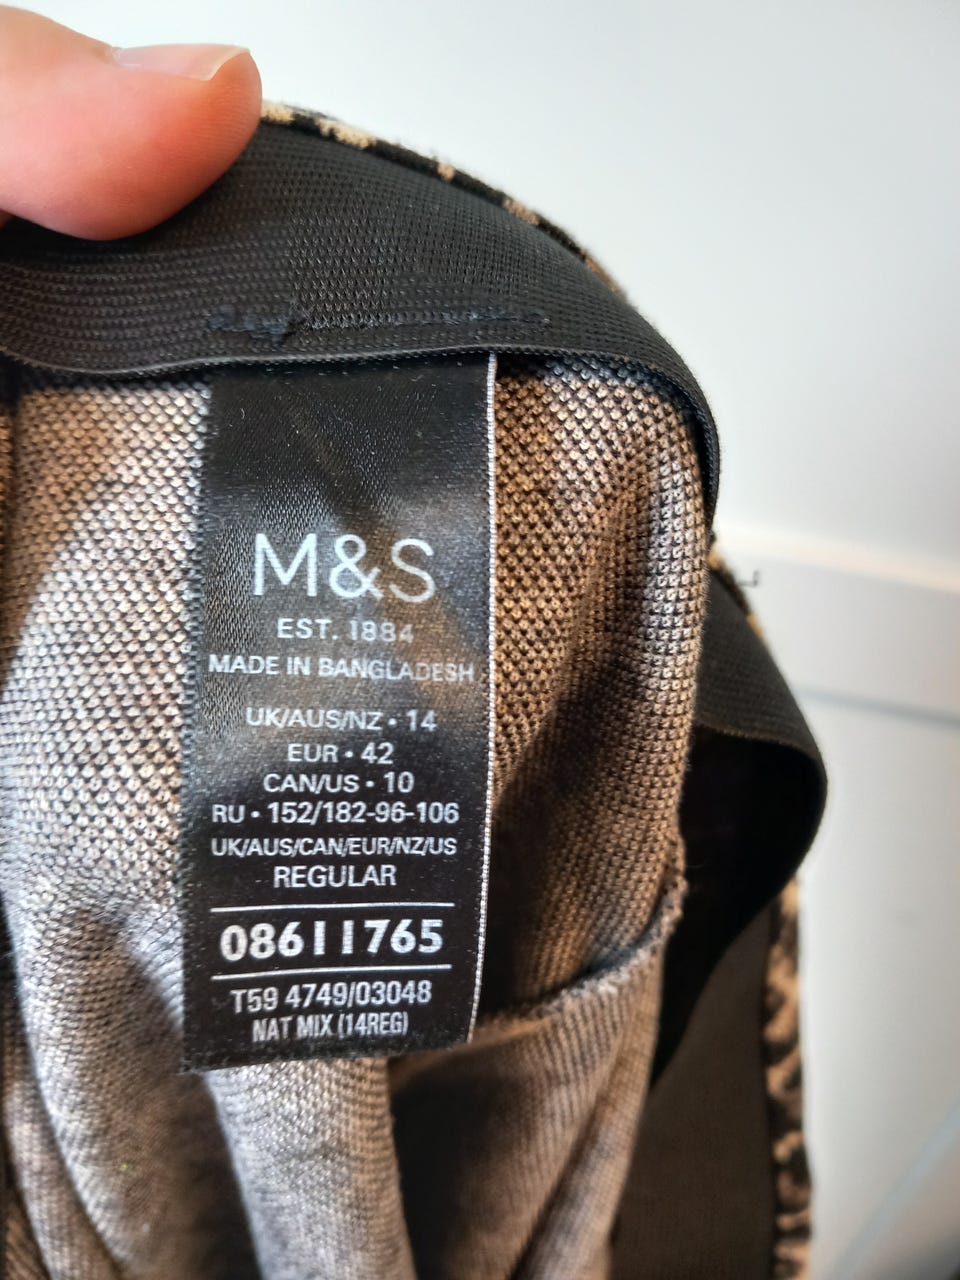 M&S
EST. 1884
MADE IN BANGLADESH
UK/AUS/NZ • 14
EUR • 42
CAN/US • 10
RU • 152/182-96-106
UK/AUS/CAN/EUR/NZ/US
REGULAR
08611765
T59 4749/03048
NAT MIX (14REG)